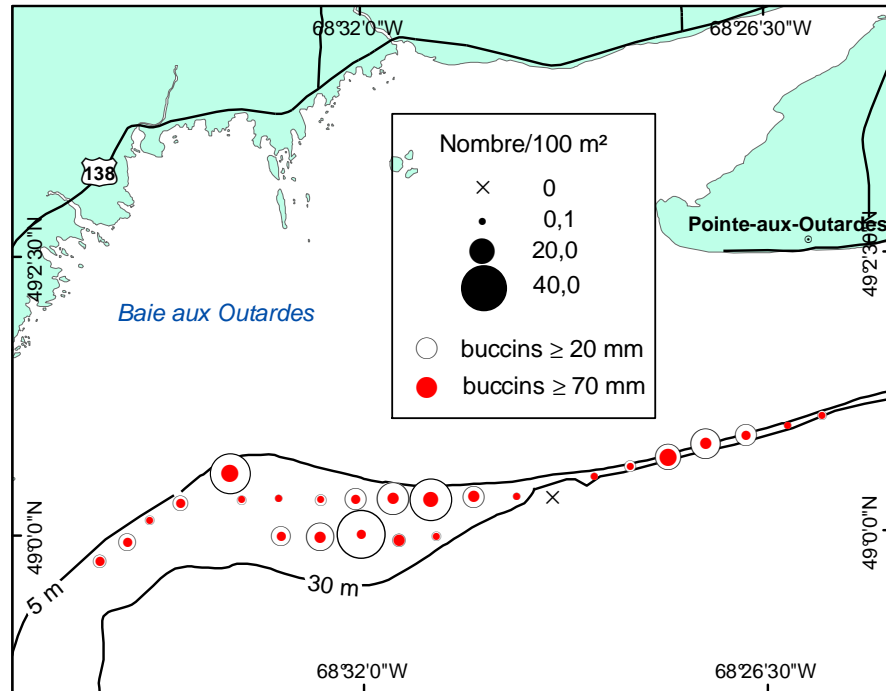 68°32'0"W
68°26'30"W
138
Nombre/100 m²
0
0,1
20,0
40,0
buccins ≥ 20 mm
buccins ≥ 70 mm
Pointe-aux-Outardes
49°2'30"N
49°2'30"N
Baie aux Outardes
49°0'0"N
49°0'0"N
5 m
30 m
68°32'0"W
68°26'30"W